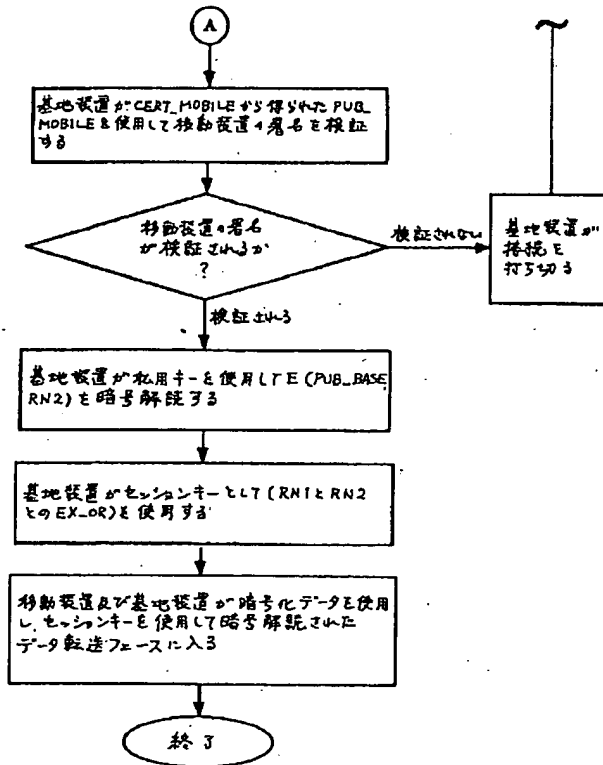 A
基地装置がCERT_MOBILEから得られたPUB_
MOBILEを使用して移動装置の署名を検証
する
移動装置の署名
が検証されるか
?
検証されない
基地装置が
接続を
打ち切る
検証される
基地装置が私用キーを使用してE(PUB_BASE,
RN2)を暗号解読する
基地装置がセッションキーとして(RN1とRN2
とのEX_OR)を使用する
移動装置及び基地装置が暗号化データを使用
し、セッションキーを使用して暗号解読された
データ転送フェースに入る
終了